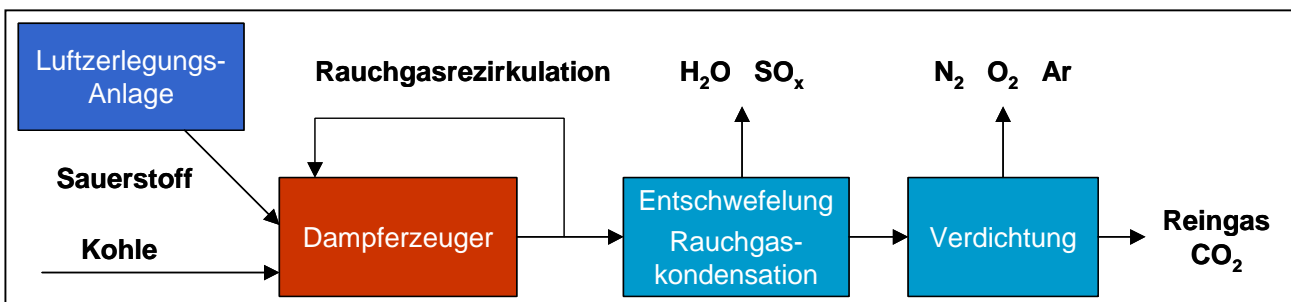 Luftzerlegungs-
Anlage
Rauchgasrezirkulation
H₂O SOₓ
N₂ O₂ Ar
Sauerstoff
Kohle
Dampferzeuger
Entschwefelung
Rauchgas-
kondensation
Verdichtung
Reingas
CO₂